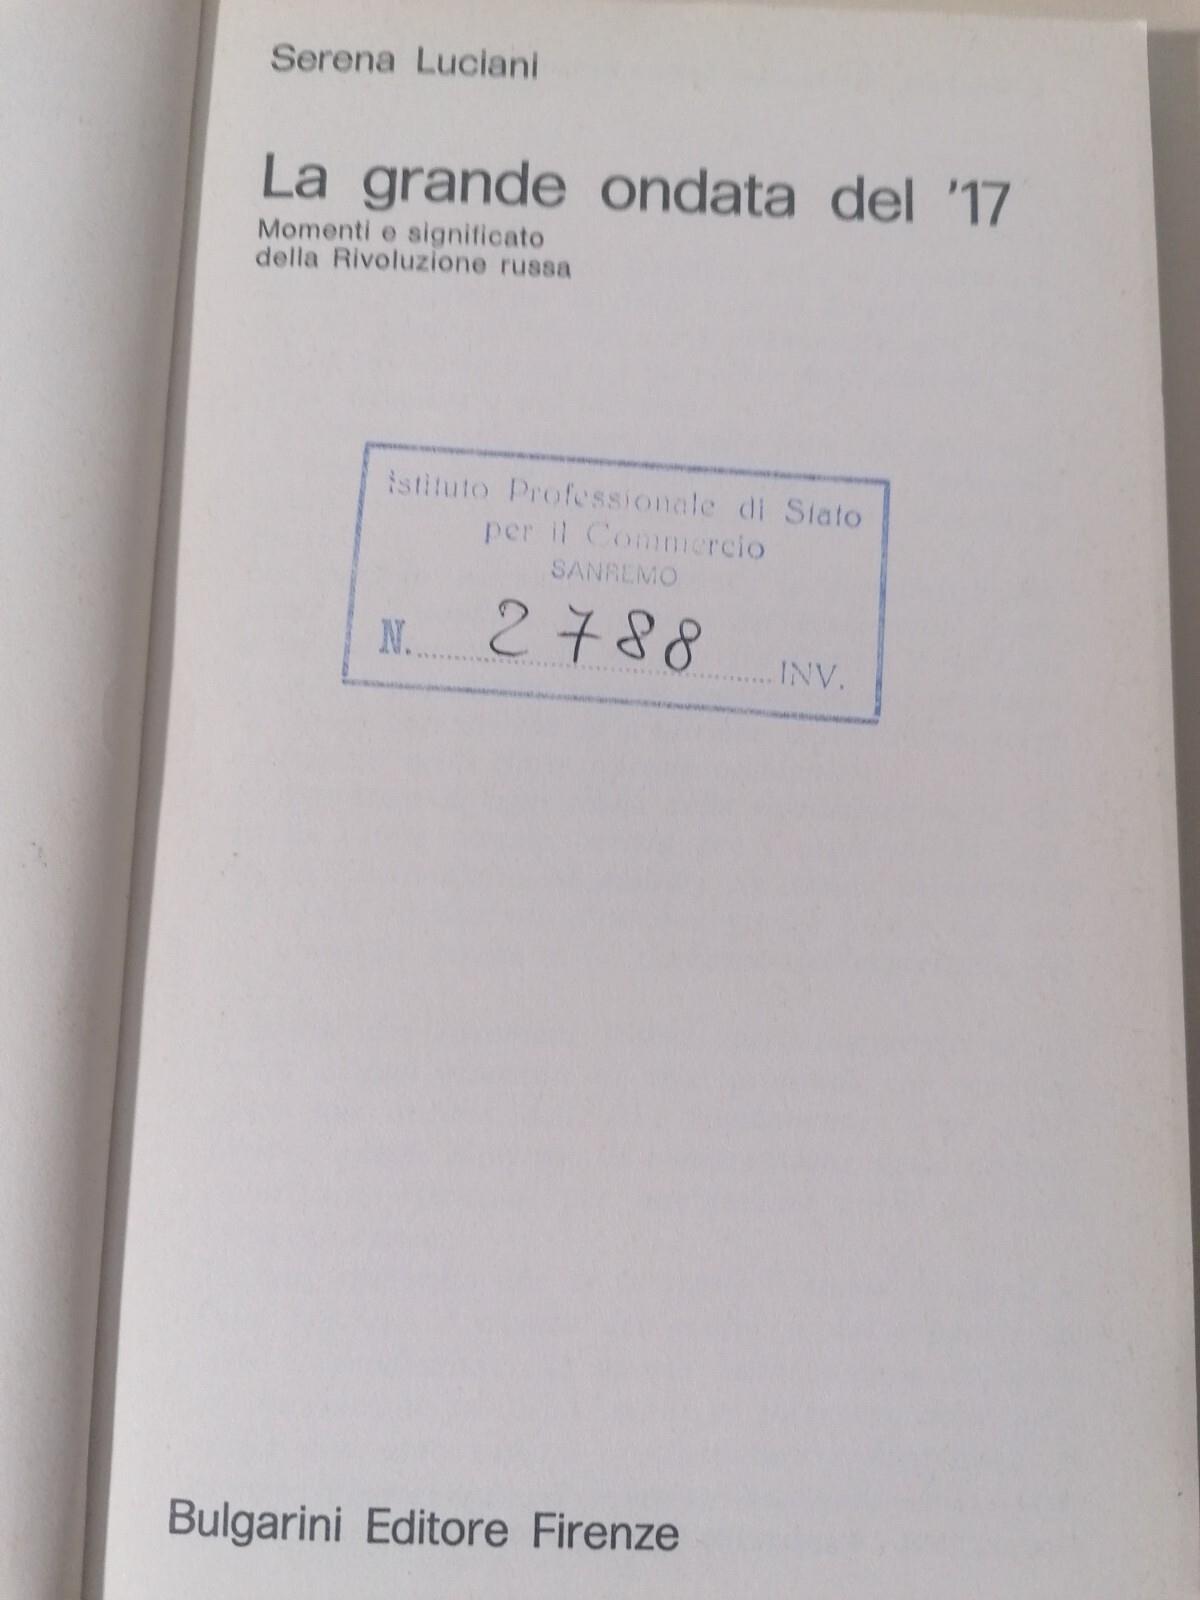 Serena Luciani
La grande ondata del '17
Momenti e significato
della Rivoluzione russa
Istituto Professionale di Stato
per il Commercio
SANREMO
N. 2788 INV.
Bulgarini Editore Firenze